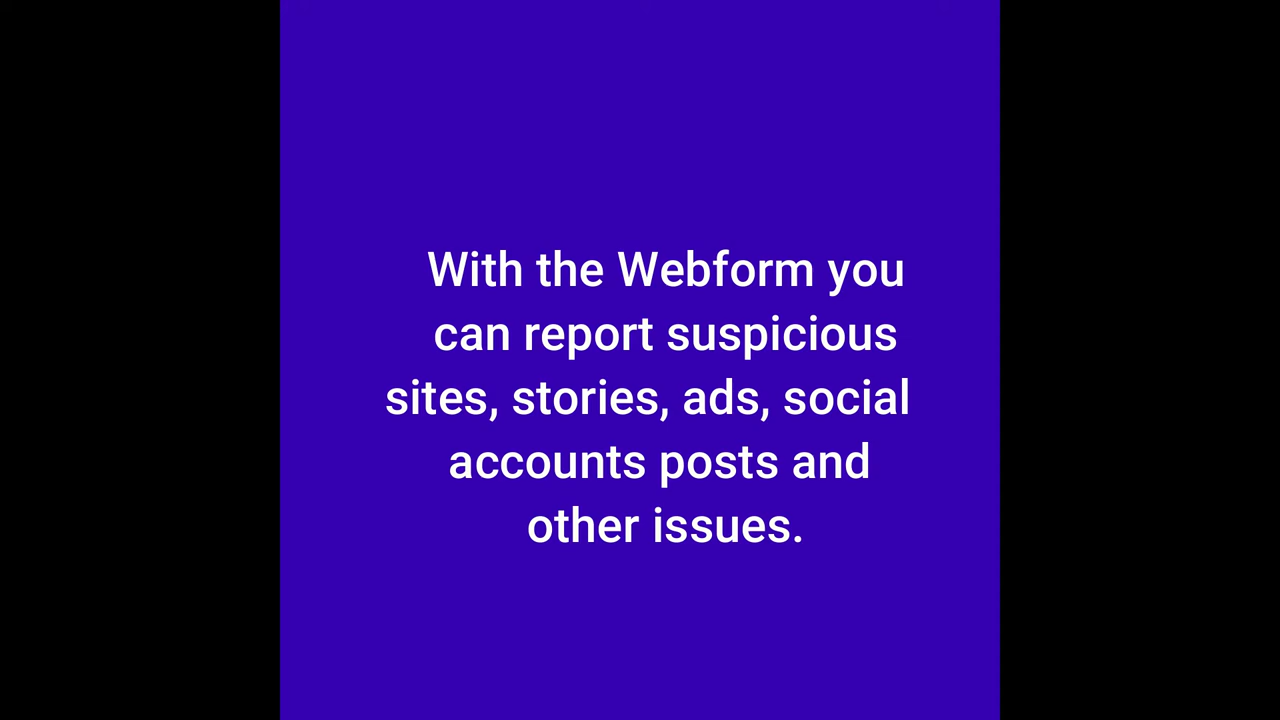 With the Webform you
can report suspicious
sites, stories, ads, social
accounts posts and
other issues.